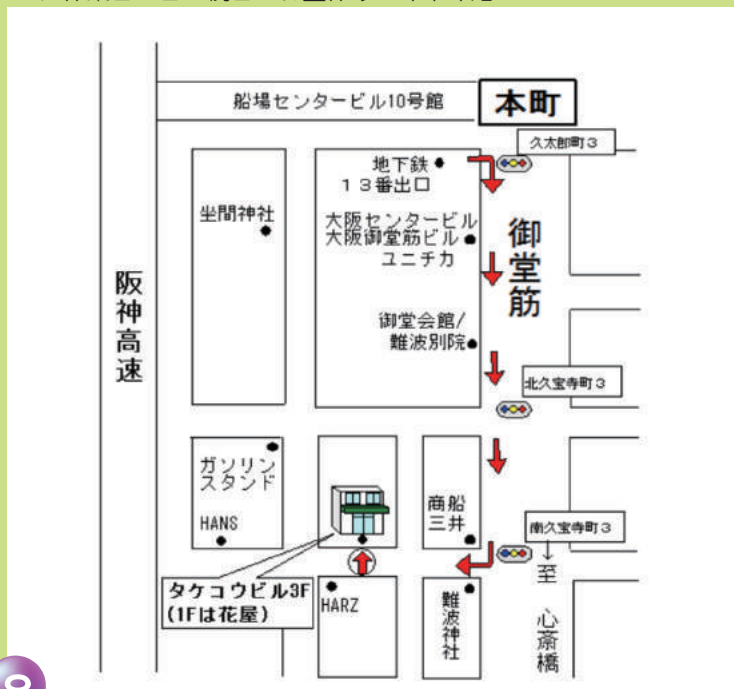 船場センタービル10号館
本町
久太郎町3
地下鉄
13番出口
坐間神社
大阪センタービル
大阪御堂筋ビル
ユニチカ
御堂筋
阪神高速
御堂会館/
難波別院
北久宝寺町3
ガソリン
スタンド
HANS
商船
三井
南久宝寺町3
タケコウビル3F
(1Fは花屋)
HARZ
難波神社
至 心斎橋